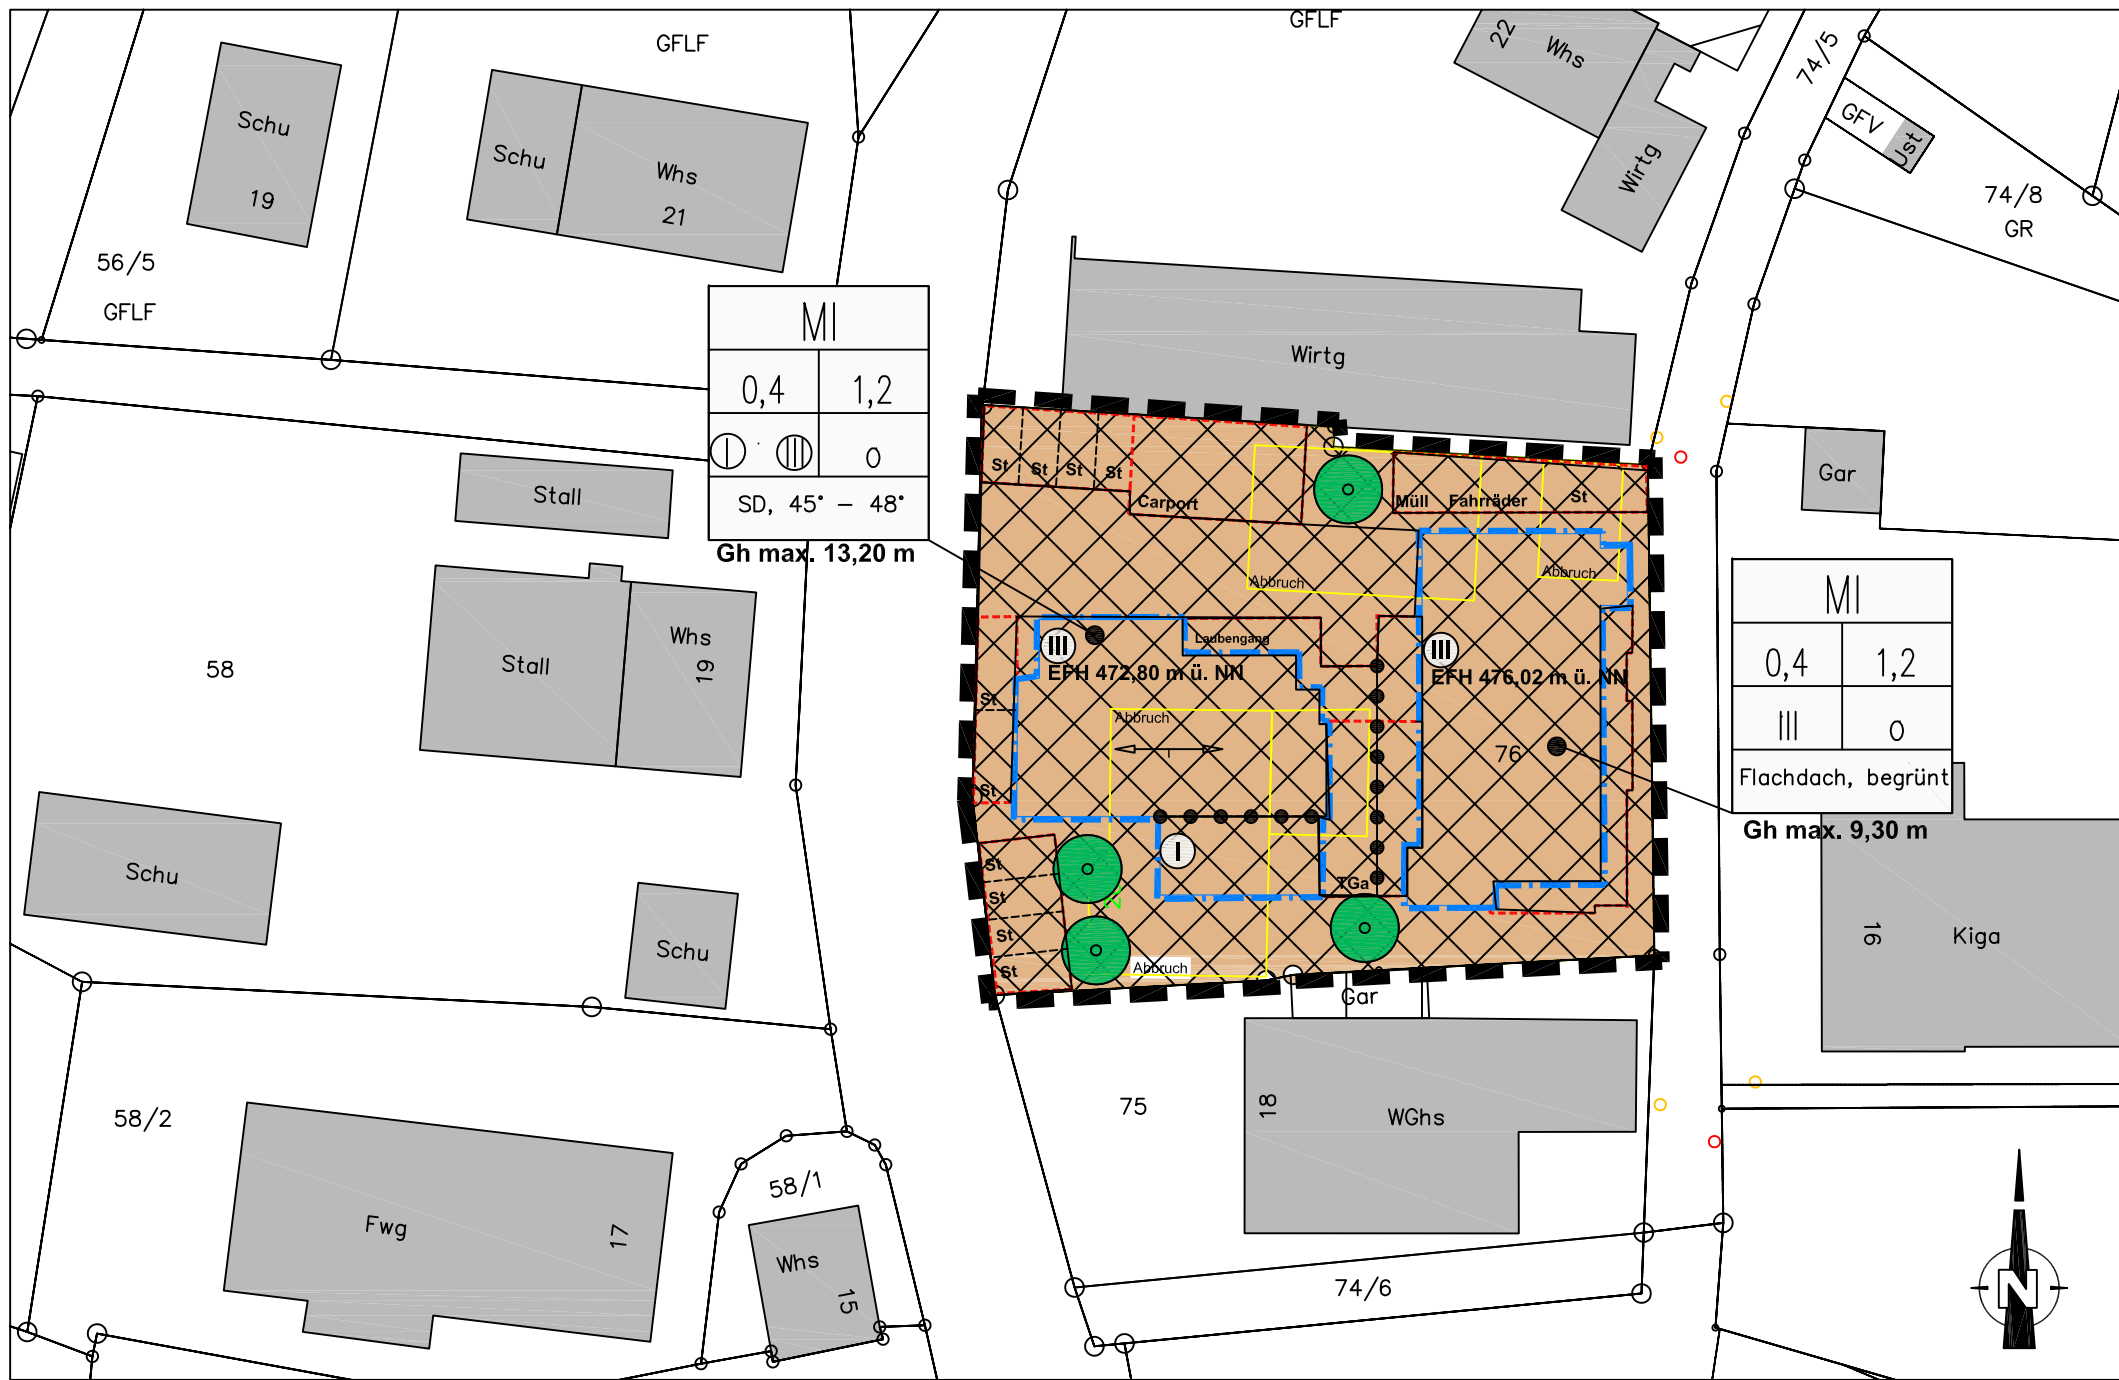 GFLF
GFLF
22
Whs
74/5
Schu
19
Schu
Whs
21
Wirtg
GFV
Ust
74/8
GR
56/5
GFLF
MI
0,4 1,2
I III o
SD, 45° – 48°
Gh max. 13,20 m
Wirtg
Stall
St St St St
Carport
Müll Fahrräder St
Gar
Abbruch
Abbruch
Stall
Whs
19
58
III
Laubengang
EFH 472,80 m ü. NN
III
EFH 476,02 m ü. NN
MI
0,4 1,2
III o
Flachdach, begrünt
Gh max. 9,30 m
St
Abbruch
76
St
I
Schu
St
St
St
St
TGa
Abbruch
Schu
Gar
16
Kiga
58/2
75
18
WGhs
58/1
Fwg
17
Whs
15
74/6
N